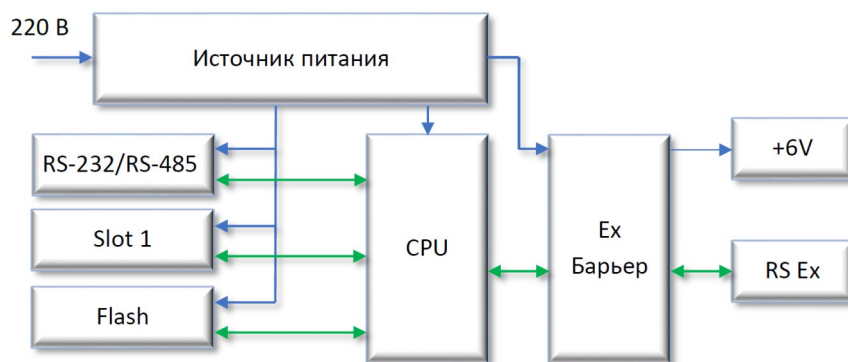 220 В
Источник питания
RS-232/RS-485
Slot 1
Flash
CPU
Ex
Барьер
+6V
RS Ex